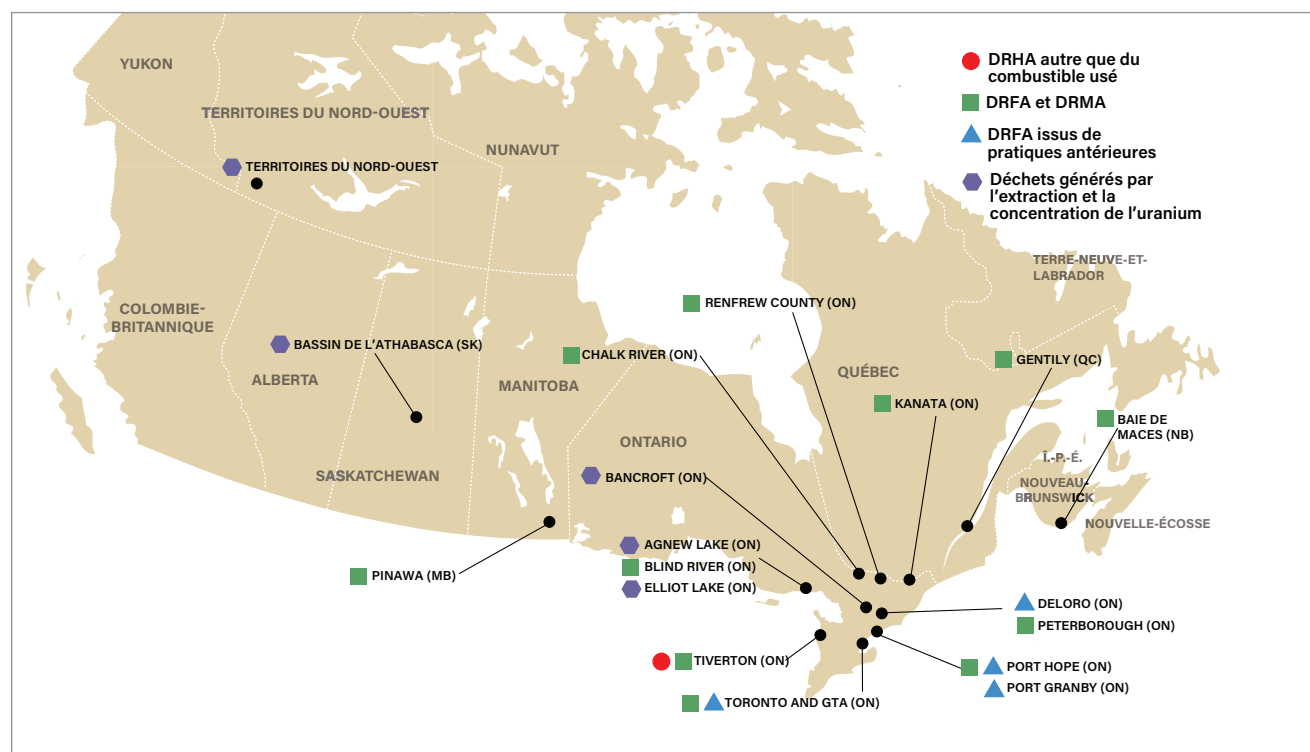 YUKON
TERRITOIRES DU NORD-OUEST
NUNAVUT
TERRITOIRES DU NORD-OUEST
DRHA autre que du
combustible usé
DRFA et DRMA
DRFA issus de
pratiques antérieures
Déchets générés par
l'extraction et la
concentration de l'uranium
TERRE-NEUVE-ET-
LABRADOR
COLOMBIE-
BRITANNIQUE
RENFREW COUNTY (ON)
BASSIN DE L'ATHABASCA (SK)
CHALK RIVER (ON)
GENTILY (QC)
ALBERTA
MANITOBA
QUÉBEC
KANATA (ON)
BAIE DE
MACES (NB)
ONTARIO
Î.-P.-É.
SASKATCHEWAN
BANCROFT (ON)
NOUVEAU-
BRUNSWICK
NOUVELLE-ÉCOSSE
AGNEW LAKE (ON)
BLIND RIVER (ON)
ELLIOT LAKE (ON)
PINAWA (MB)
DELORO (ON)
PETERBOROUGH (ON)
TIVERTON (ON)
PORT HOPE (ON)
PORT GRANBY (ON)
TORONTO AND GTA (ON)